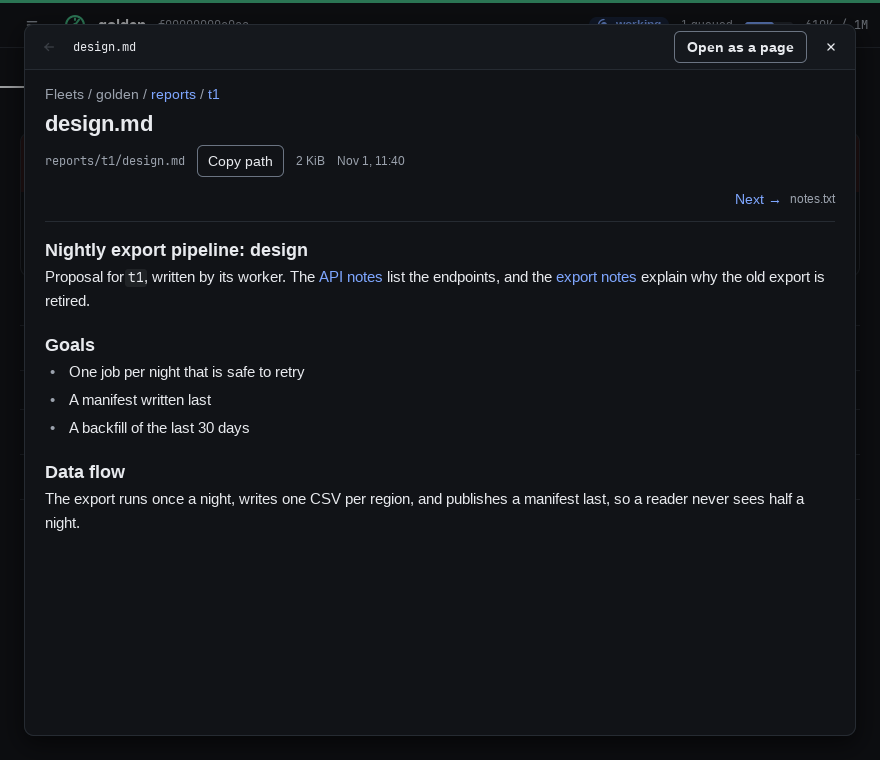 design.md
Open as a page
Fleets / golden / reports / t1
design.md
reports/t1/design.md Copy path 2 KiB Nov 1, 11:40
Next → notes.txt
Nightly export pipeline: design
Proposal for t1, written by its worker. The API notes list the endpoints, and the export notes explain why the old export is
retired.
Goals
• One job per night that is safe to retry
• A manifest written last
• A backfill of the last 30 days
Data flow
The export runs once a night, writes one CSV per region, and publishes a manifest last, so a reader never sees half a
night.